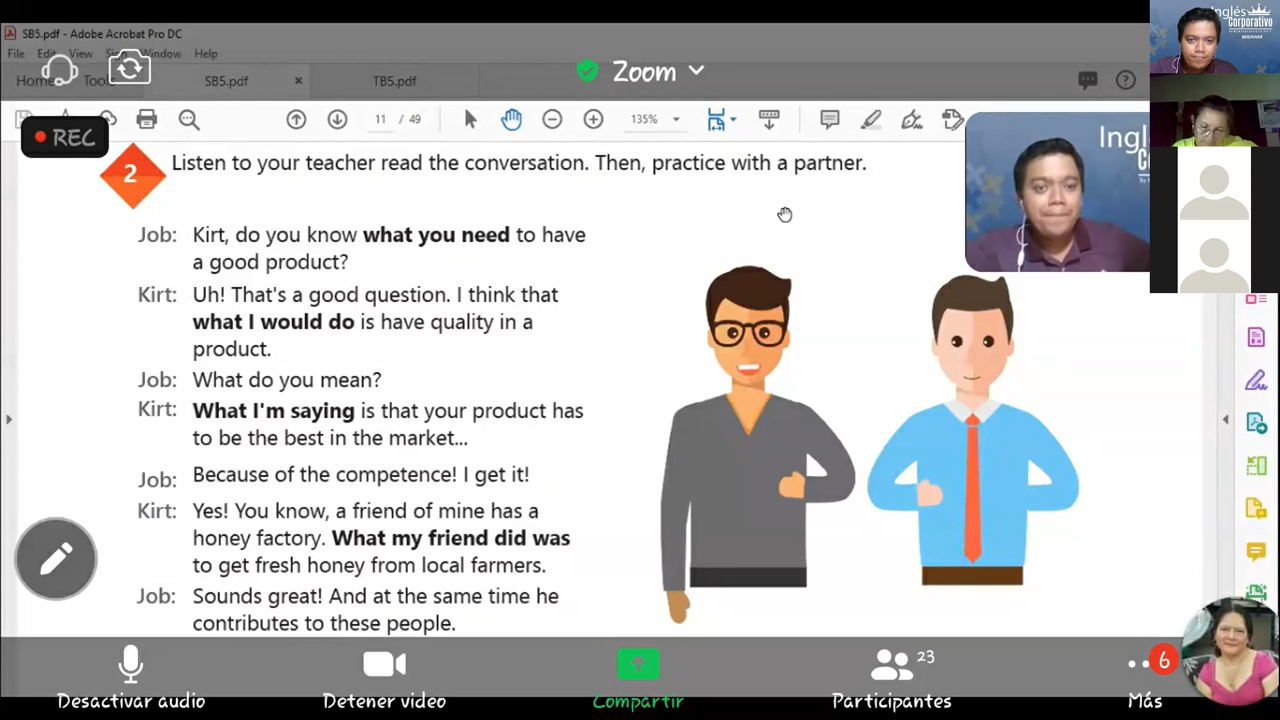 SB5.pdf - Adobe Acrobat Pro DC
File Edit View Window Help
Home Tools SB5.pdf × TB5.pdf
Zoom
REC
11 / 49
135%
2 Listen to your teacher read the conversation. Then, practice with a partner.
Job: Kirt, do you know what you need to have
a good product?
Kirt: Uh! That's a good question. I think that
what I would do is have quality in a
product.
Job: What do you mean?
Kirt: What I'm saying is that your product has
to be the best in the market...
Job: Because of the competence! I get it!
Kirt: Yes! You know, a friend of mine has a
honey factory. What my friend did was
to get fresh honey from local farmers.
Job: Sounds great! And at the same time he
contributes to these people.
Inglés
Corporativo
BEGINNER
Desactivar audio
Detener video
Compartir
Participantes 23
Más 6